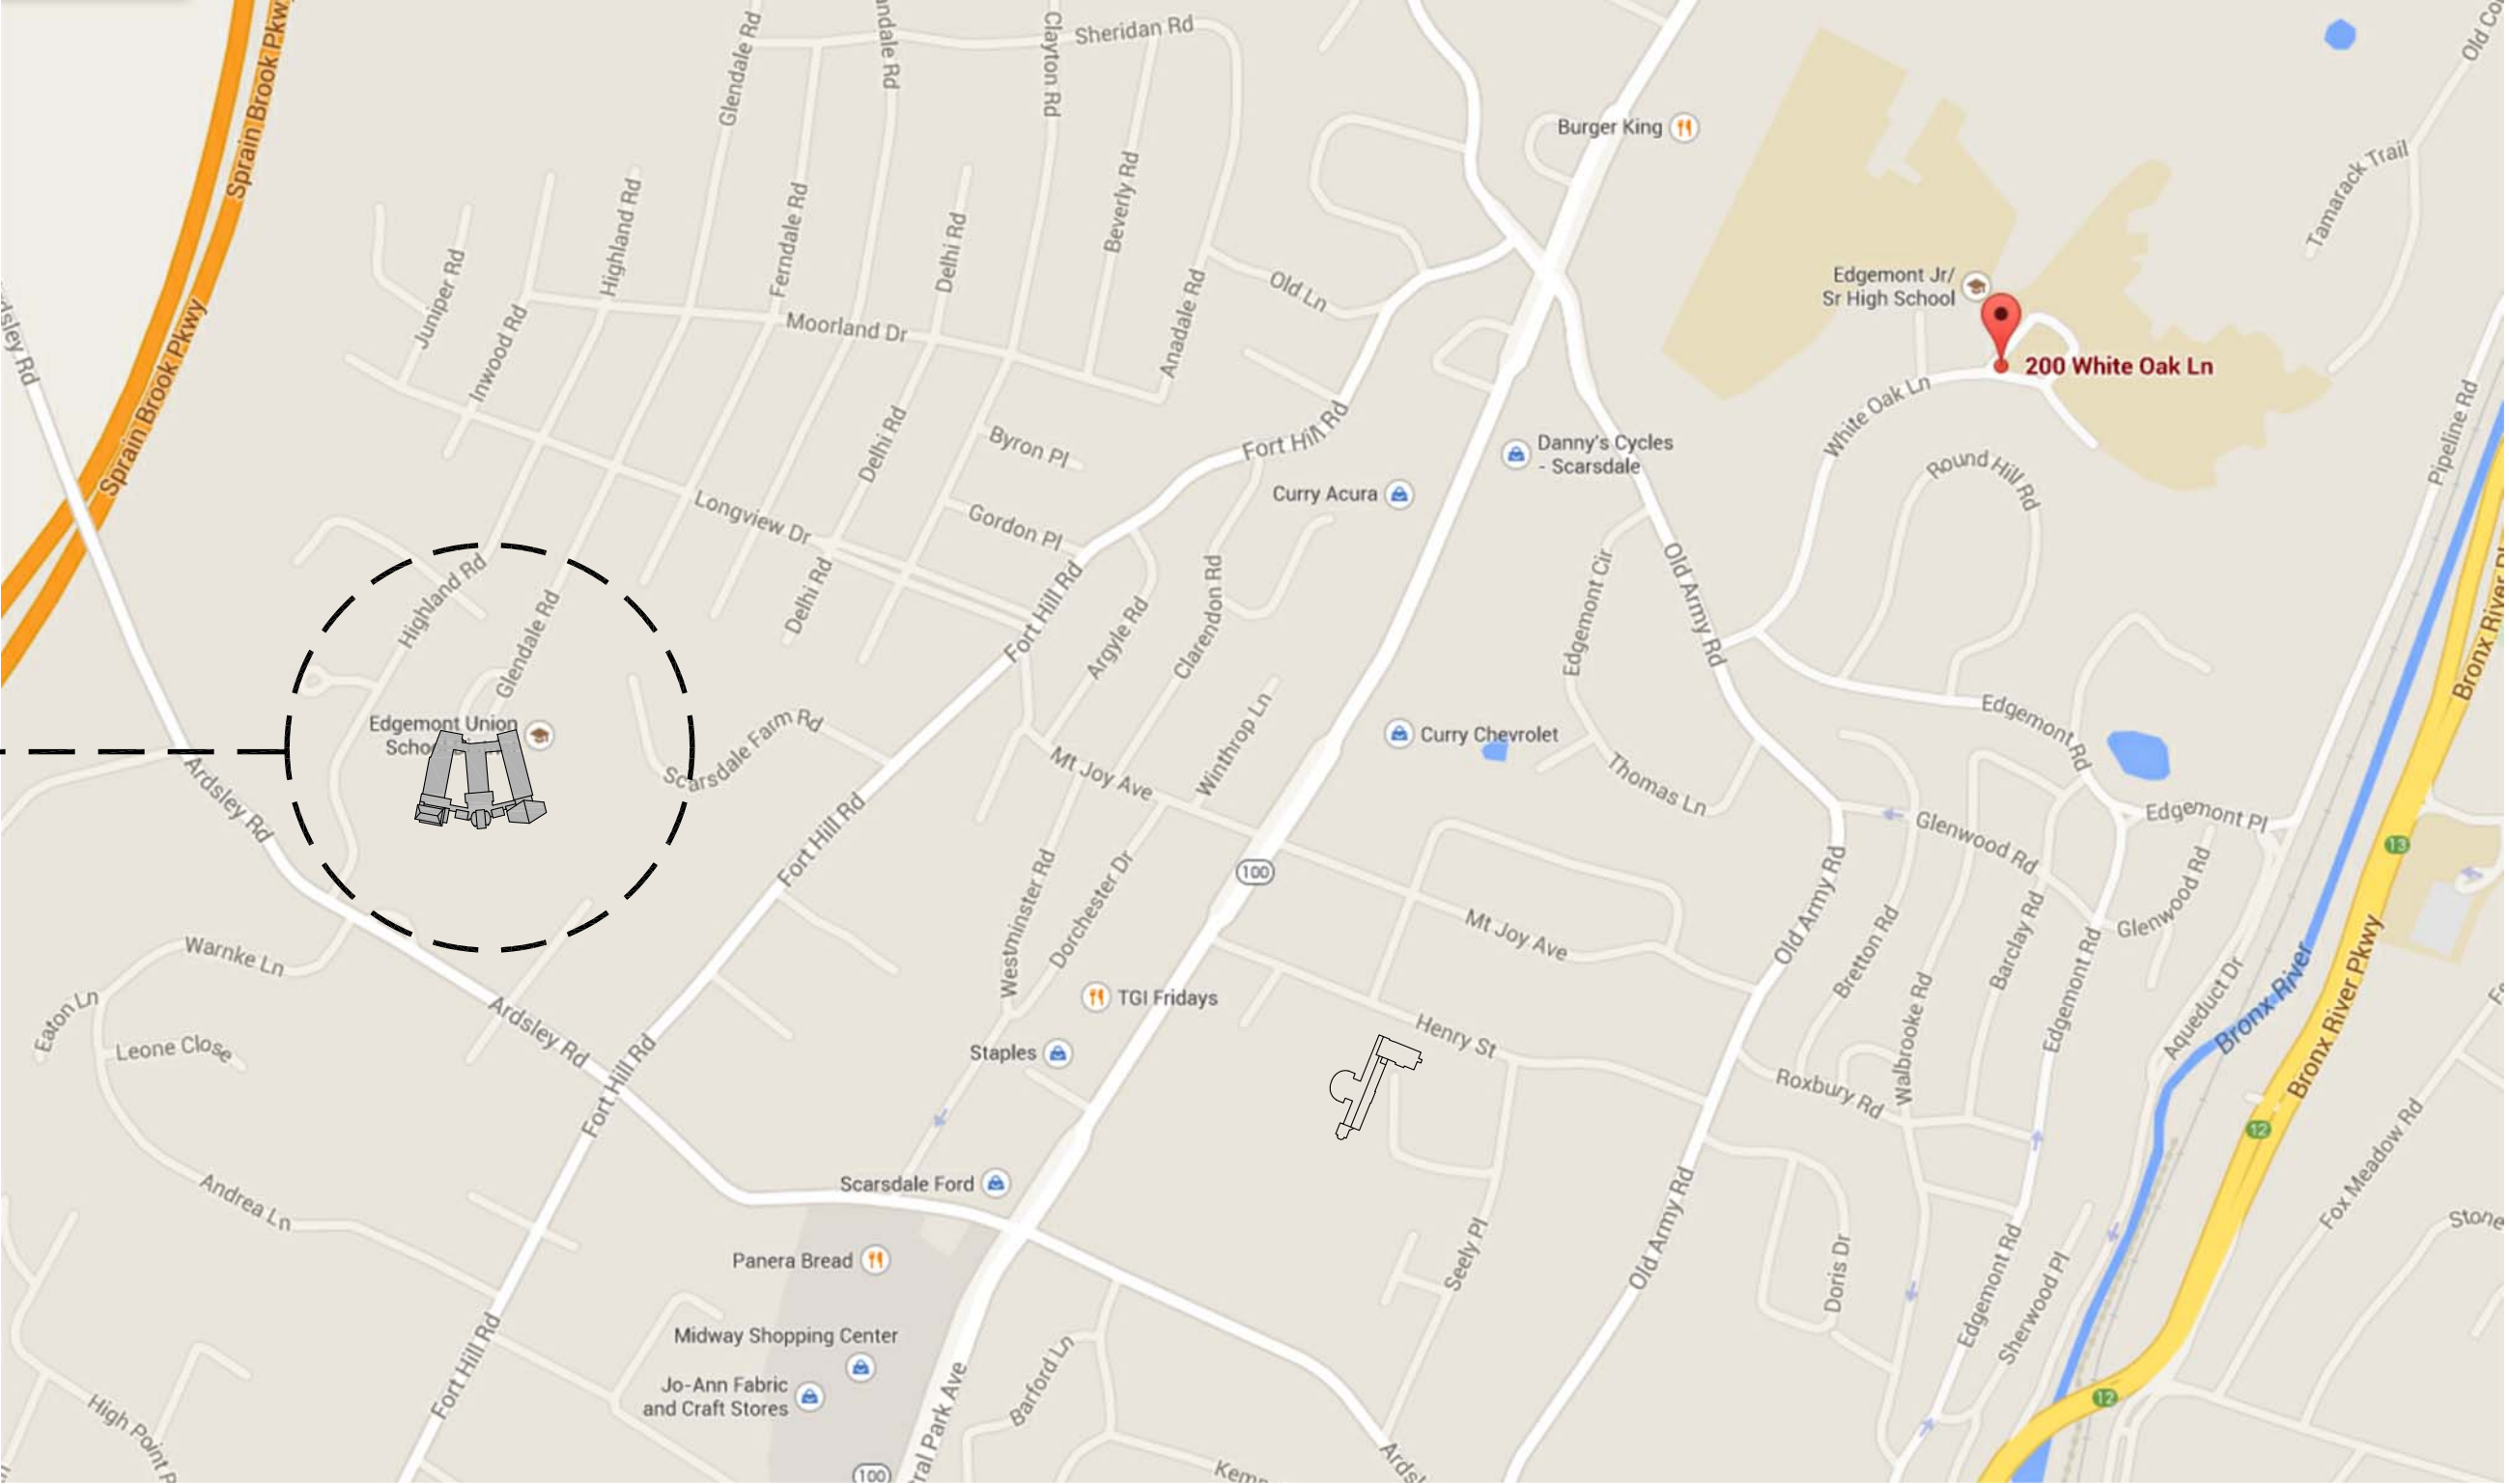 Sprain Brook Pkwy
Glendale Rd
Clayton Rd
Sheridan Rd
Burger King
Tamarack Trail
Juniper Rd
Highland Rd
Ferndale Rd
Delhi Rd
Beverly Rd
Anadale Rd
Old Ln
Edgemont Jr/
Sr High School
200 White Oak Ln
Inwood Rd
Moorland Dr
Sprain Brook Pkwy
White Oak Ln
Fort Hill Rd
Byron Pl
Delhi Rd
Danny's Cycles
- Scarsdale
Round Hill Rd
Pipeline Rd
Curry Acura
Longview Dr
Gordon Pl
Highland Rd
Glendale Rd
Delhi Rd
Fort Hill Rd
Argyle Rd
Clarendon Rd
Edgemont Cir
Old Army Rd
Edgemont Union
Scarsdale Farm Rd
Winthrop Ln
Curry Chevrolet
Edgemont Rd
Mt Joy Ave
Thomas Ln
Ardsley Rd
Fort Hill Rd
Glenwood Rd
Edgemont Pl
13
100
Westminster Rd
Dorchester Dr
Mt Joy Ave
Old Army Rd
Bretton Rd
Barclay Rd
Glenwood Rd
Warnke Ln
Eaton Ln
Leone Close
Ardsley Rd
Fort Hill Rd
TGI Fridays
Staples
Henry St
Walbrooke Rd
Edgemont Rd
Aqueduct Dr
Bronx River
Bronx River Pkwy
Roxbury Rd
12
Fox Meadow Rd
Andrea Ln
Scarsdale Ford
Seely Pl
Old Army Rd
Doris Dr
Edgemont Rd
Sherwood Pl
Panera Bread
Midway Shopping Center
Jo-Ann Fabric
and Craft Stores
Fort Hill Rd
Barford Ln
High Point
12
100